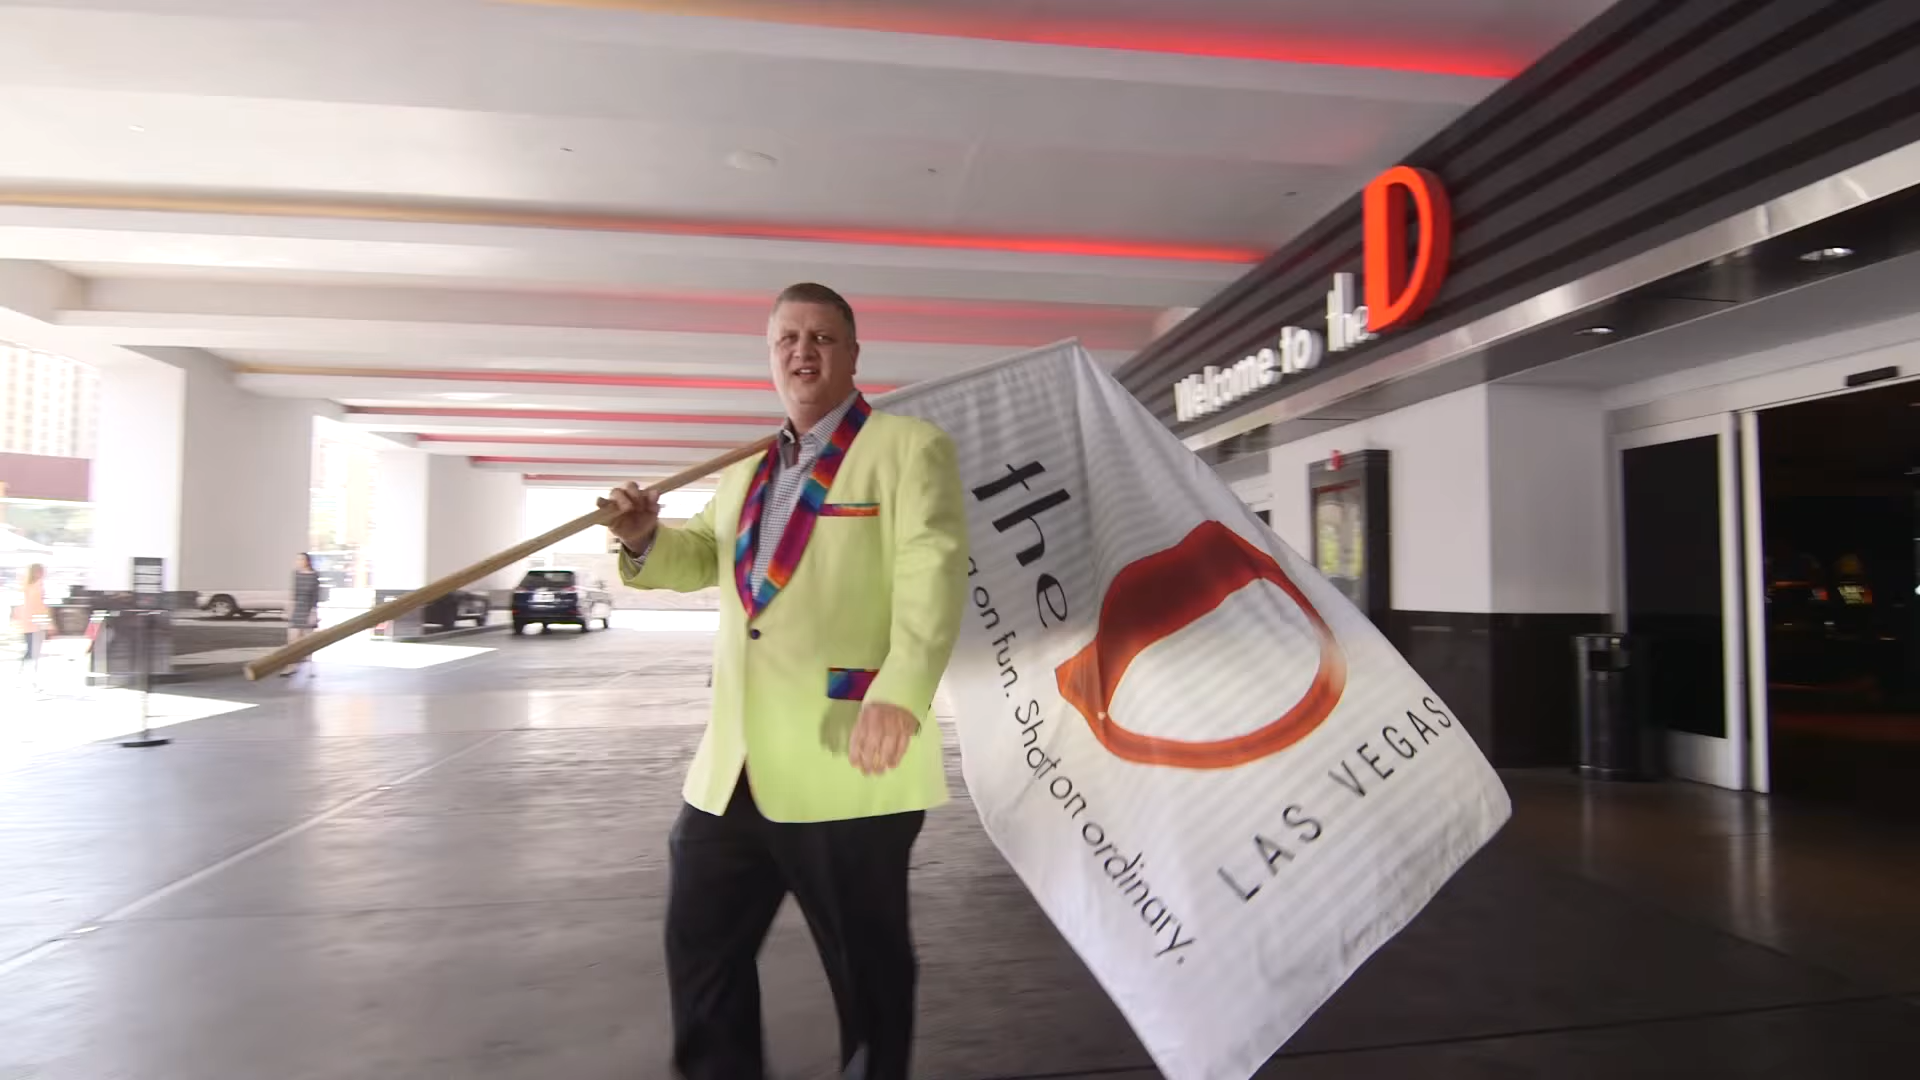 Welcome to the D
the D
LAS VEGAS
on fun. Short on ordinary.